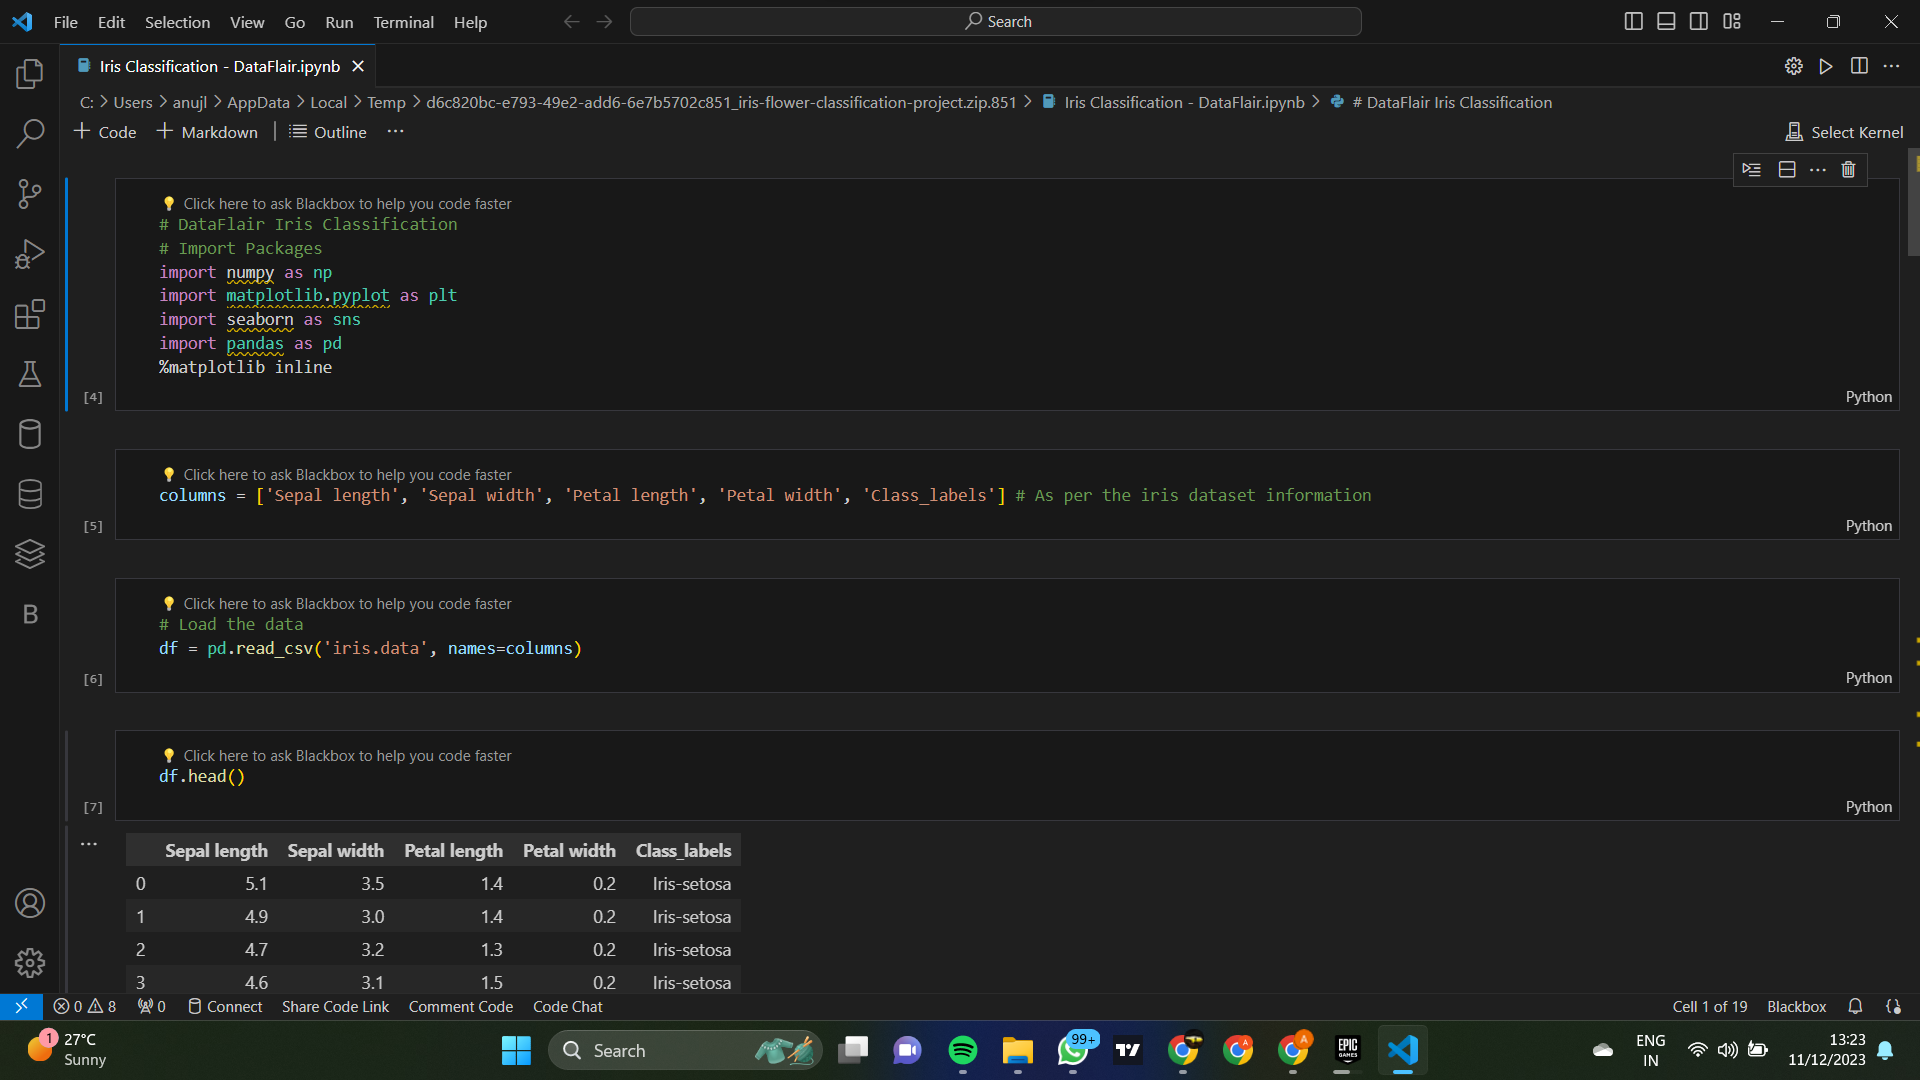 File Edit Selection View Go Run Terminal Help
Search
Iris Classification - DataFlair.ipynb
C: > Users > anujl > AppData > Local > Temp > d6c820bc-e793-49e2-add6-6e7b5702c851_iris-flower-classification-project.zip.851 > Iris Classification - DataFlair.ipynb > # DataFlair Iris Classification
+ Code + Markdown | Outline ...
Select Kernel
Click here to ask Blackbox to help you code faster
# DataFlair Iris Classification
# Import Packages
import numpy as np
import matplotlib.pyplot as plt
import seaborn as sns
import pandas as pd
%matplotlib inline
[4]
Python
Click here to ask Blackbox to help you code faster
columns = ['Sepal length', 'Sepal width', 'Petal length', 'Petal width', 'Class_labels'] # As per the iris dataset information
[5]
Python
Click here to ask Blackbox to help you code faster
# Load the data
df = pd.read_csv('iris.data', names=columns)
[6]
Python
Click here to ask Blackbox to help you code faster
df.head()
[7]
Python
...
Sepal length Sepal width Petal length Petal width Class_labels
0 5.1 3.5 1.4 0.2 Iris-setosa
1 4.9 3.0 1.4 0.2 Iris-setosa
2 4.7 3.2 1.3 0.2 Iris-setosa
3 4.6 3.1 1.5 0.2 Iris-setosa
B
0 8 0 Connect Share Code Link Comment Code Code Chat
Cell 1 of 19 Blackbox
1
27°C
Sunny
Search
99+
A
A
EPIC
GAMES
ENG
IN
13:23
11/12/2023